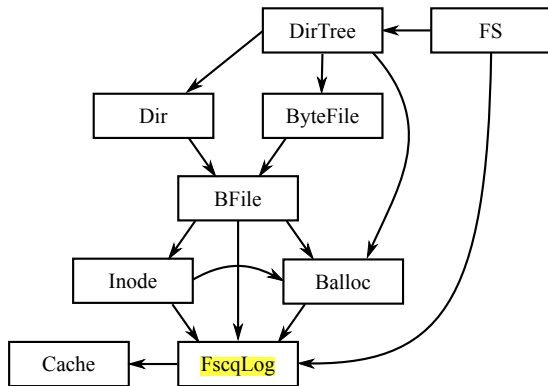 DirTree
FS
Dir
ByteFile
BFile
Inode
Balloc
Cache
FscqLog